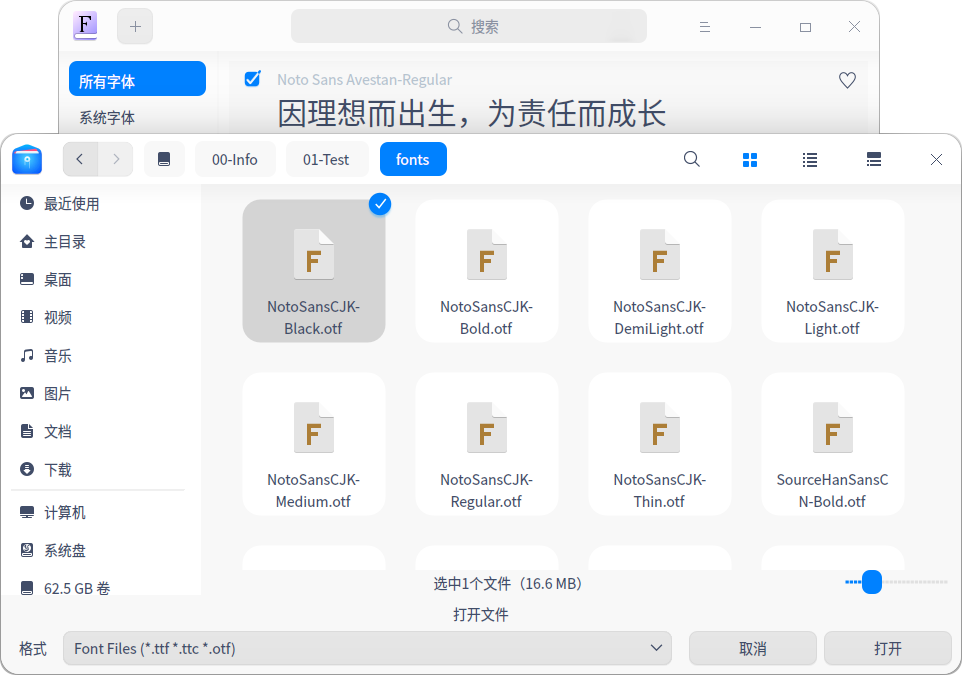 F
搜索
所有字体
系统字体
Noto Sans Avestan-Regular
因理想而出生，为责任而成长
00-Info
01-Test
fonts
最近使用
主目录
桌面
视频
音乐
图片
文档
下载
计算机
系统盘
62.5 GB 卷
F
NotoSansCJK-
Black.otf
F
NotoSansCJK-
Bold.otf
F
NotoSansCJK-
DemiLight.otf
F
NotoSansCJK-
Light.otf
F
NotoSansCJK-
Medium.otf
F
NotoSansCJK-
Regular.otf
F
NotoSansCJK-
Thin.otf
F
SourceHanSansC
N-Bold.otf
选中1个文件（16.6 MB）
打开文件
格式
Font Files (*.ttf *.ttc *.otf)
取消
打开